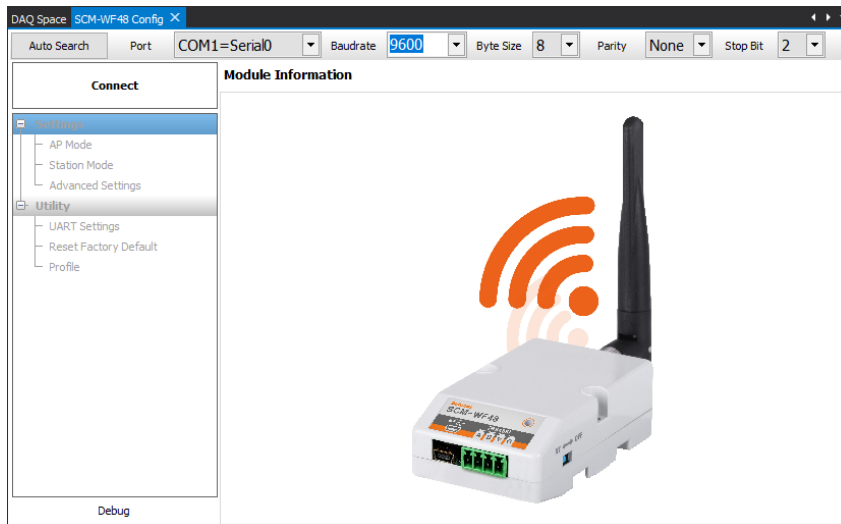 DAQ Space SCM-WF48 Config
Auto Search Port COM1=Serial0 Baudrate 9600 Byte Size 8 Parity None Stop Bit 2
Connect
Module Information
Settings
AP Mode
Station Mode
Advanced Settings
Utility
UART Settings
Reset Factory Default
Profile
SCM-WF48
Debug